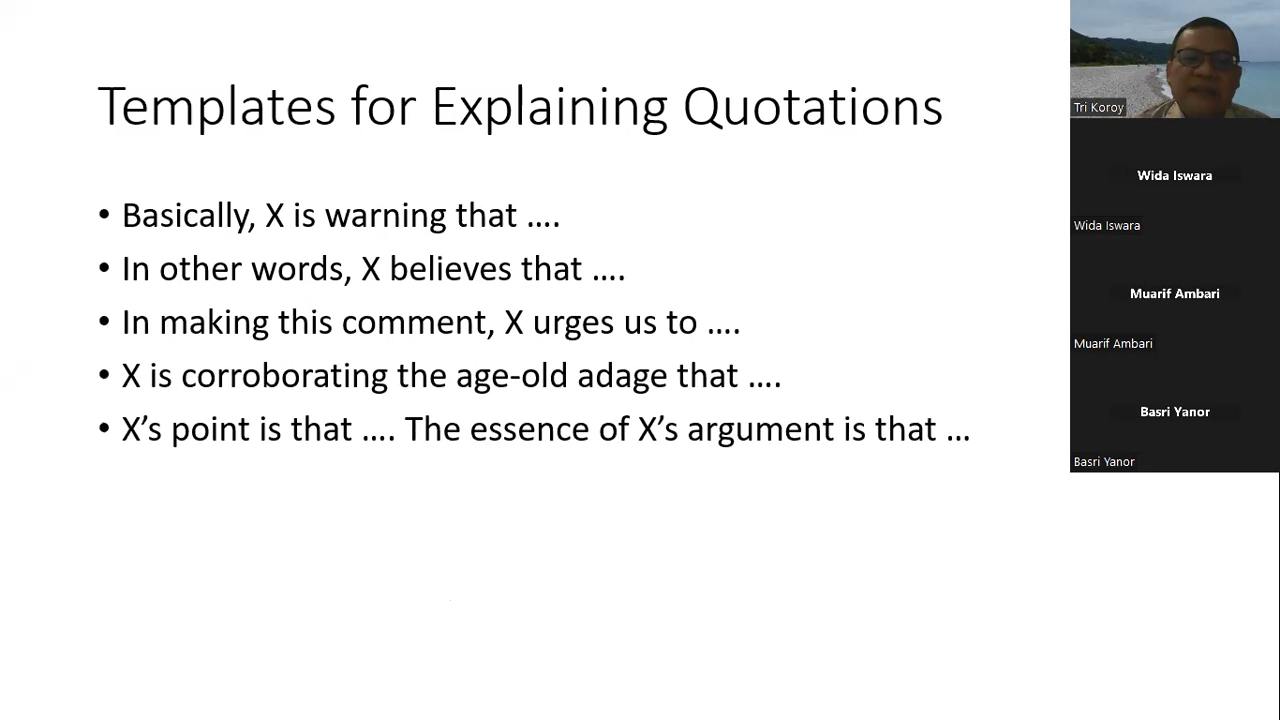 Templates for Explaining Quotations
• Basically, X is warning that ….
• In other words, X believes that ….
• In making this comment, X urges us to ….
• X is corroborating the age-old adage that ….
• X’s point is that …. The essence of X’s argument is that …
Tri Koroy
Wida Iswara
Wida Iswara
Muarif Ambari
Muarif Ambari
Basri Yanor
Basri Yanor